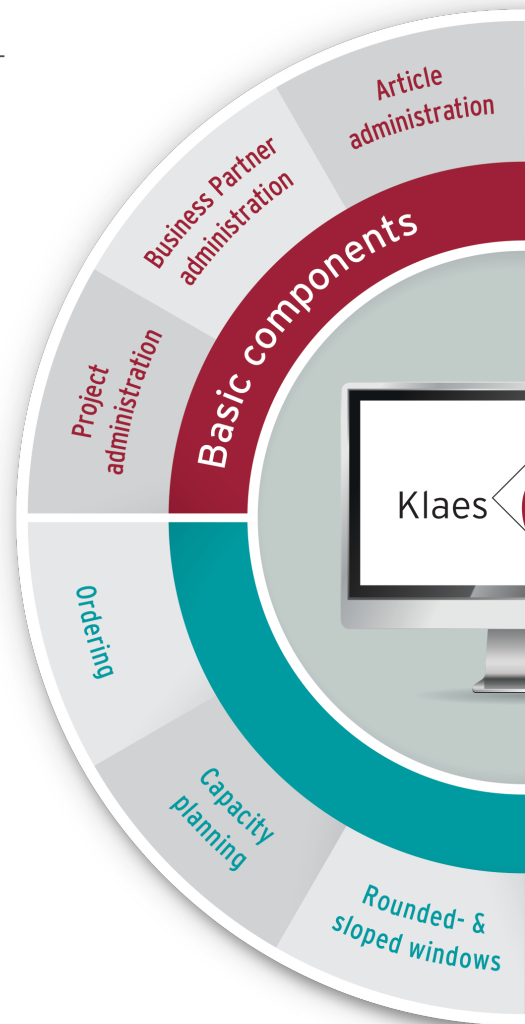 Article
administration
Business Partner
administration
Basic components
Project
administration
Klaes
Ordering
Capacity
planning
Rounded- &
sloped windows